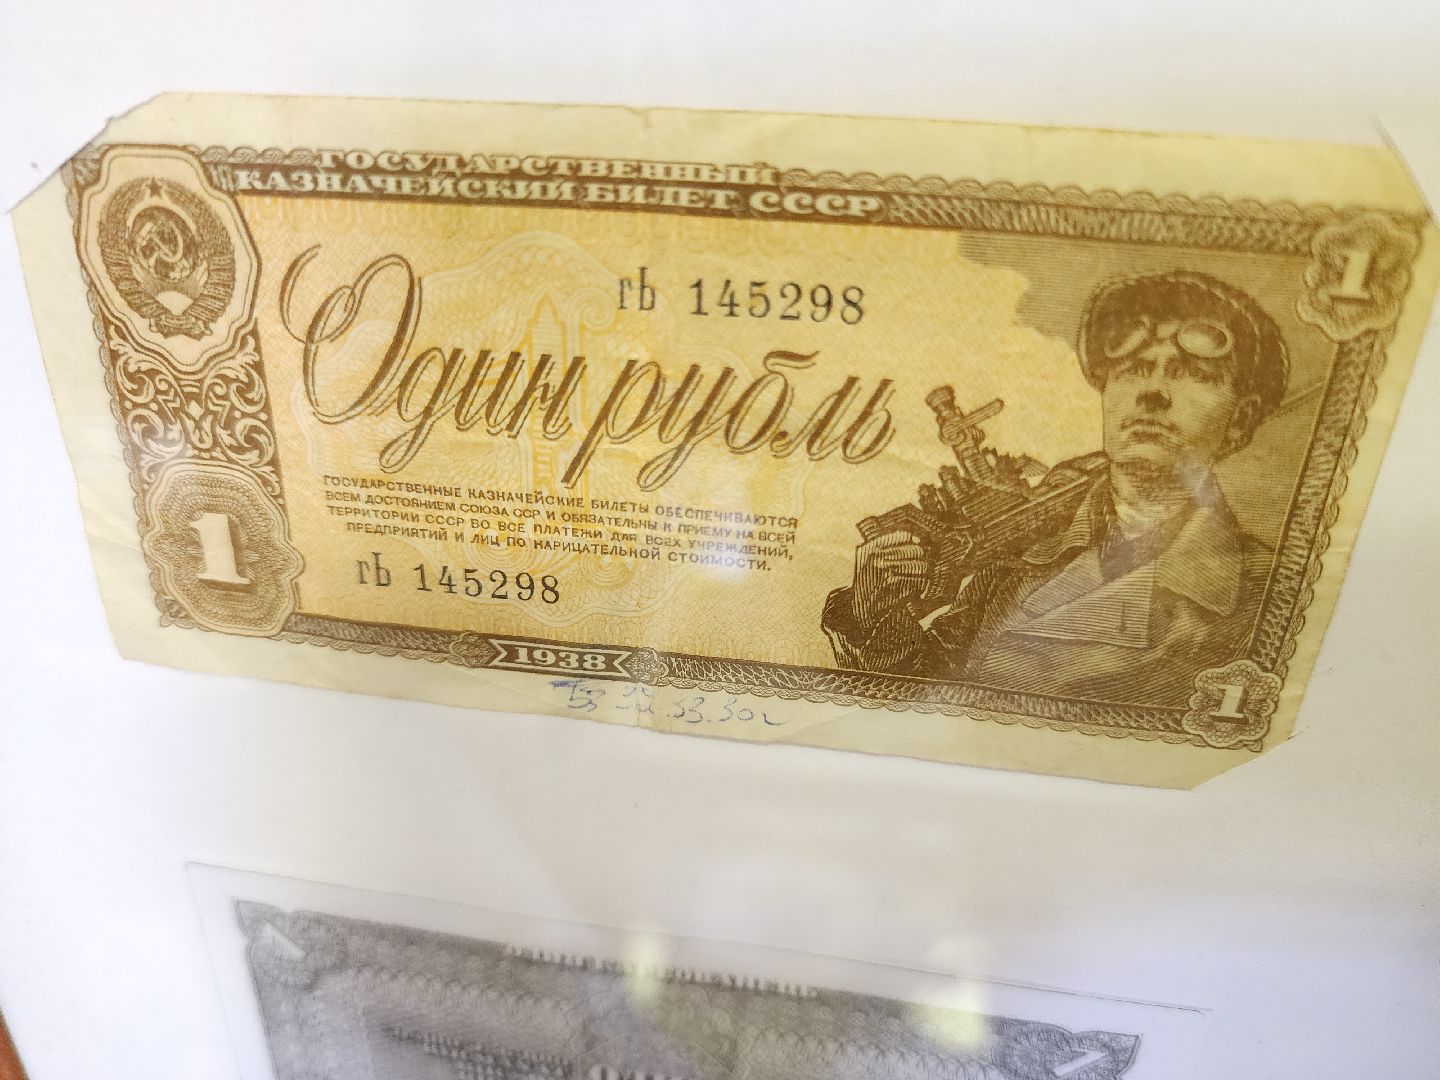 ГОСУДАРСТВЕННЫЙ
КАЗНАЧЕЙСКИЙ БИЛЕТ СССР
1
гЬ 145298
Один рубль
ГОСУДАРСТВЕННЫЕ КАЗНАЧЕЙСКИЕ БИЛЕТЫ ОБЕСПЕЧИВАЮТСЯ
ВСЕМ ДОСТОЯНИЕМ СОЮЗА ССР И ОБЯЗАТЕЛЬНЫ К ПРИЕМУ НА ВСЕЙ
ТЕРРИТОРИИ СССР ВО ВСЕ ПЛАТЕЖИ ДЛЯ ВСЕХ УЧРЕЖДЕНИЙ,
ПРЕДПРИЯТИЙ И ЛИЦ ПО НАРИЦАТЕЛЬНОЙ СТОИМОСТИ.
1
гЬ 145298
1938
1